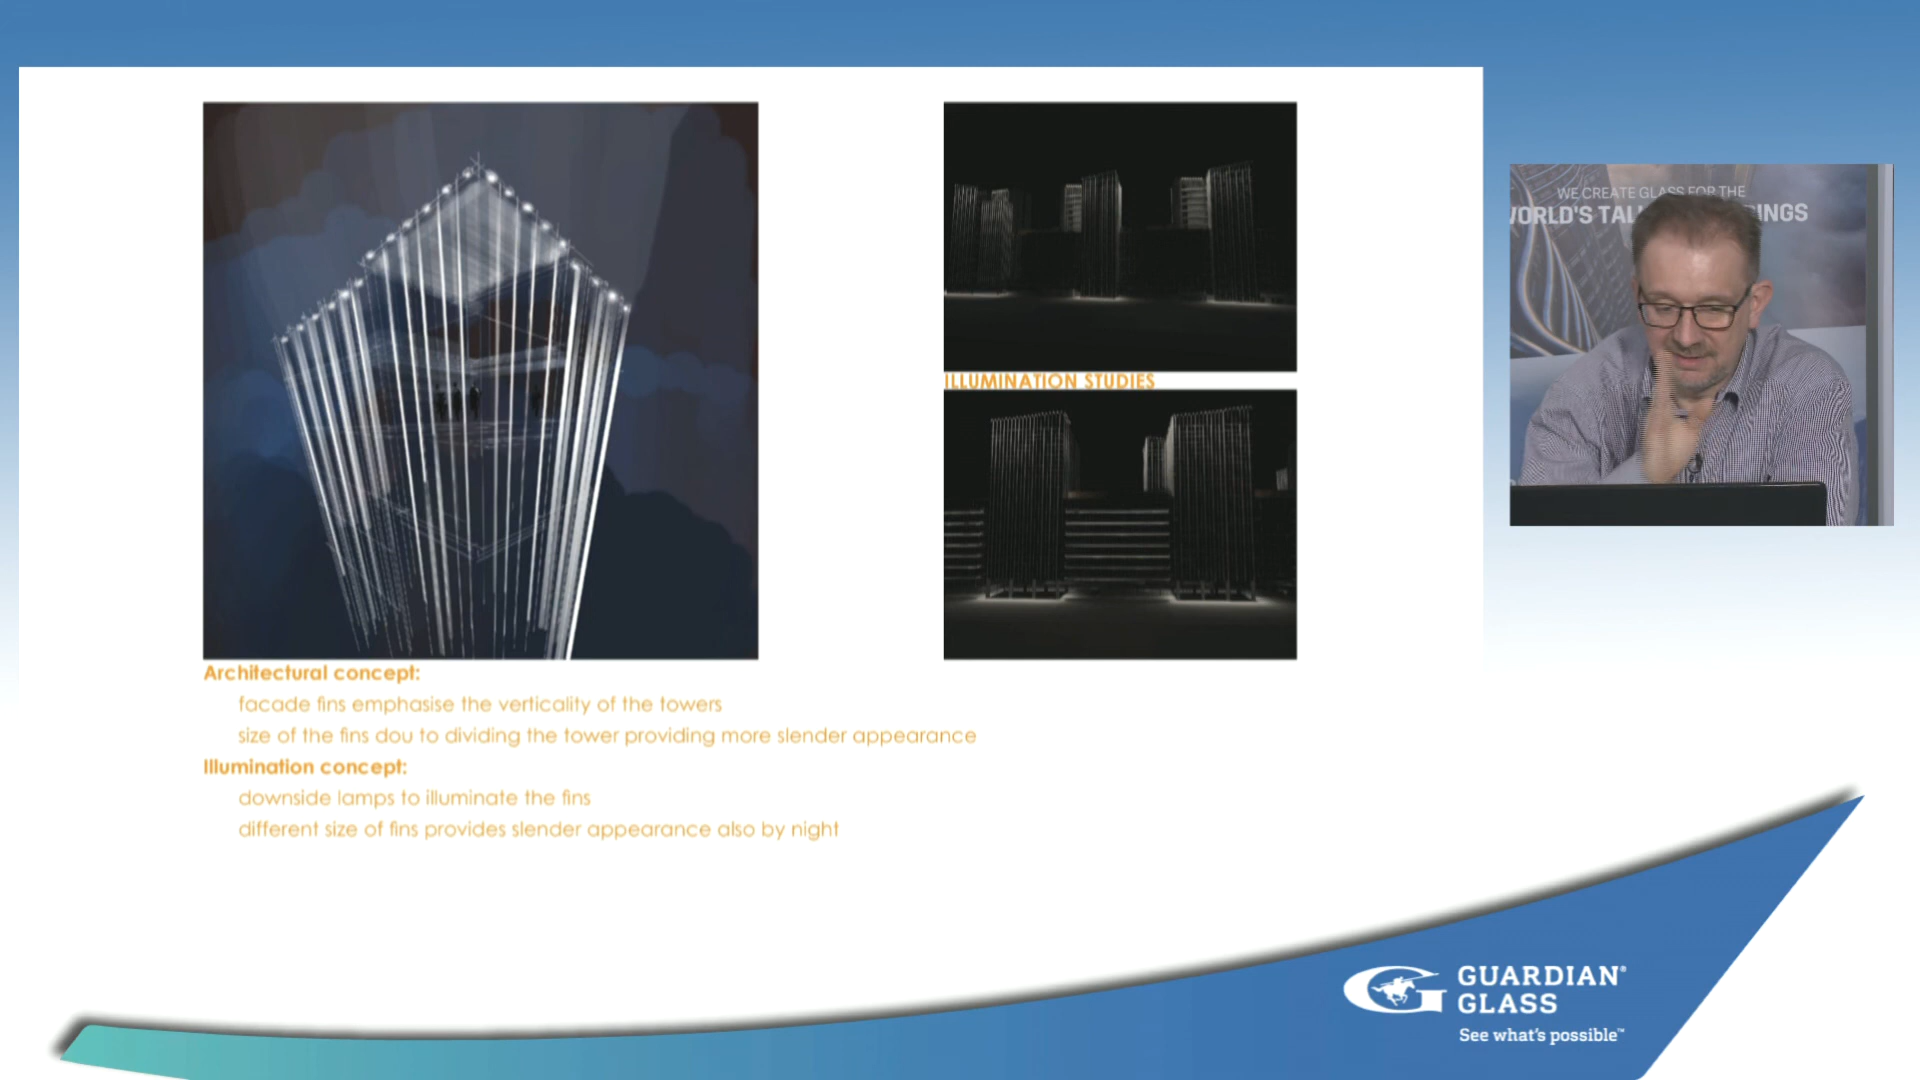 WE CREATE GLASS FOR THE
WORLD'S INGS
ILLUMINATION STUDIES
Architectural concept:
facade fins emphasise the verticality of the towers
size of the fins dou to dividing the tower providing more slender appearance
Illumination concept:
downside lamps to illuminate the fins
different size of fins provides slender appearance also by night
GUARDIAN®
GLASS
See what's possible™